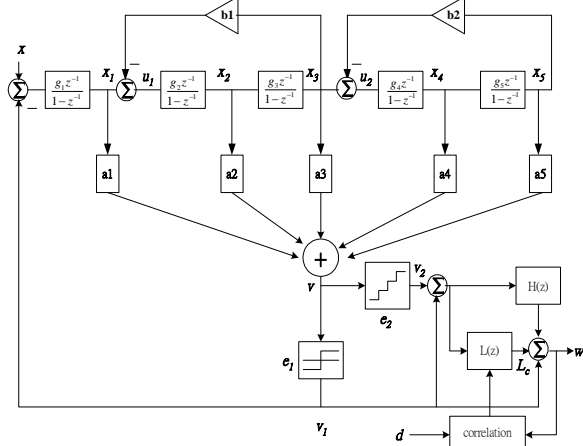 b1
b2
x
x1
u1
x2
x3
u2
x4
x5
Σ
g1z⁻¹
1−z⁻¹
Σ
g2z⁻¹
1−z⁻¹
g3z⁻¹
1−z⁻¹
Σ
g4z⁻¹
1−z⁻¹
g5z⁻¹
1−z⁻¹
−
−
−
a1
a2
a3
a4
a5
+
v
v2
Σ
e2
H(z)
e1
L(z)
Lc
Σ
w
v1
d
correlation